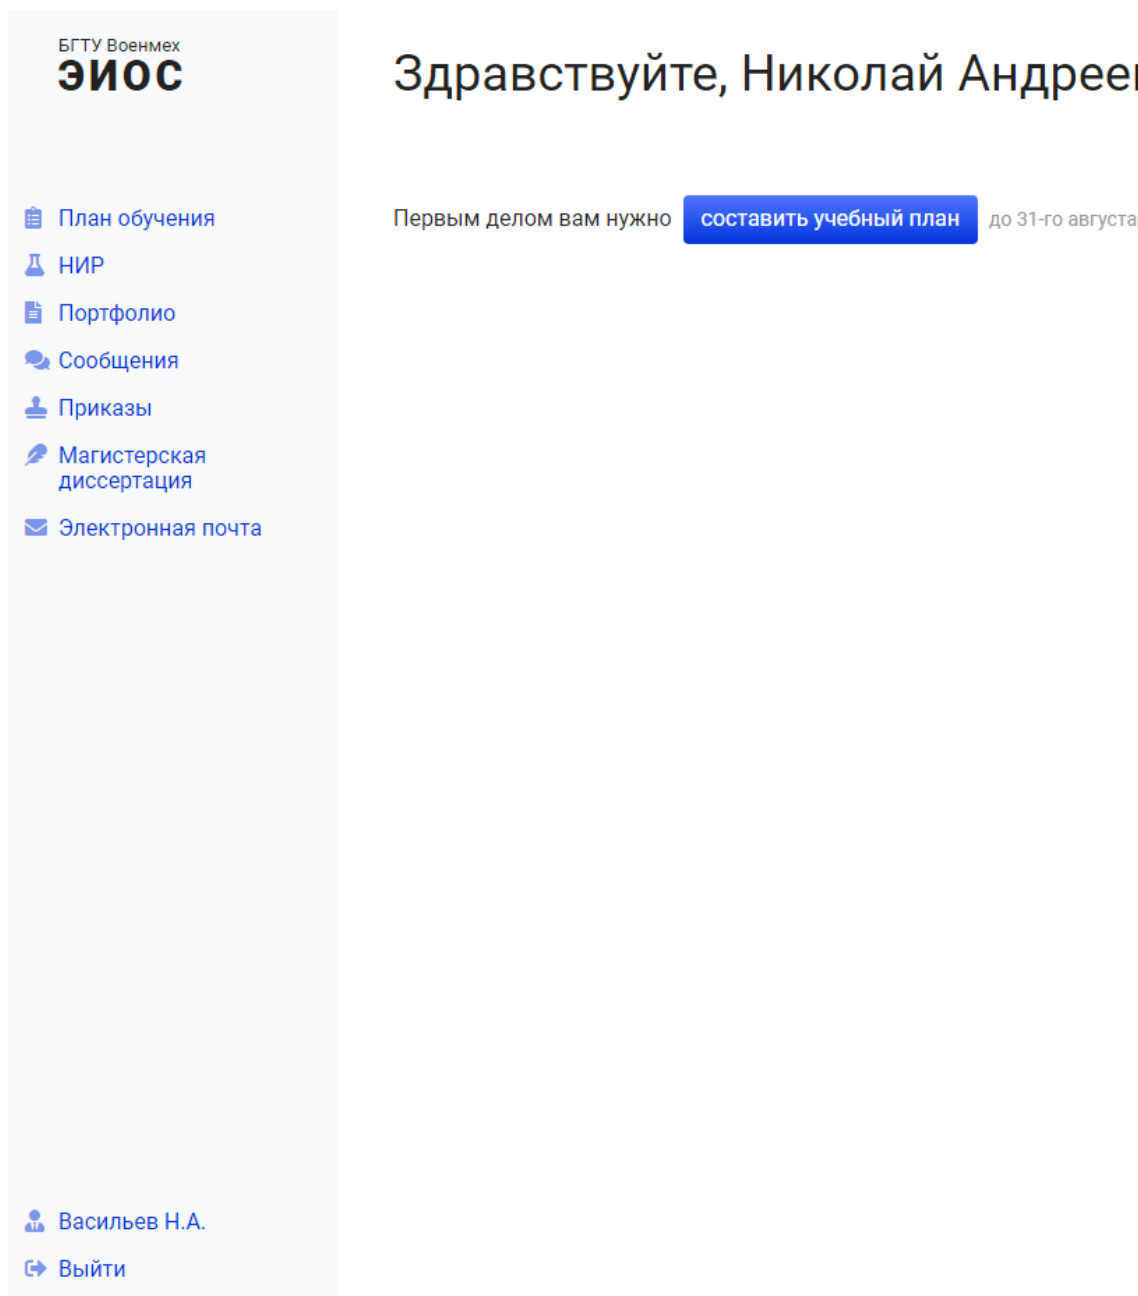 БГТУ Военмех
ЭИОС
Здравствуйте, Николай
План обучения
НИР
Портфолио
Сообщения
Приказы
Магистерская
диссертация
Электронная почта
Первым делом вам нужно составить учебный план до 31-го августа
Васильев Н.А.
Выйти